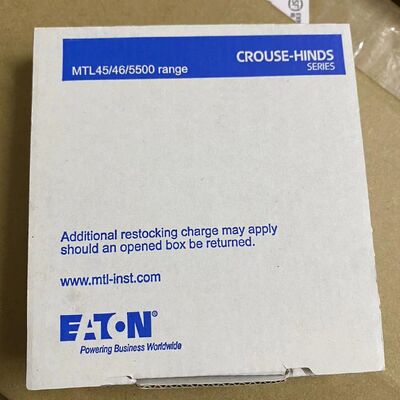 MTL45/46/5500 range
CROUSE-HINDS
SERIES
Additional restocking charge may apply
should an opened box be returned.
www.mtl-inst.com
EATON
Powering Business Worldwide